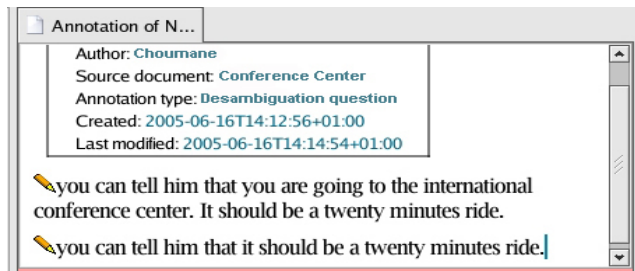 Annotation of N...
Author: Choumane
Source document: Conference Center
Annotation type: Desambiguation question
Created: 2005-06-16T14:12:56+01:00
Last modified: 2005-06-16T14:14:54+01:00
you can tell him that you are going to the international
conference center. It should be a twenty minutes ride.
you can tell him that it should be a twenty minutes ride.